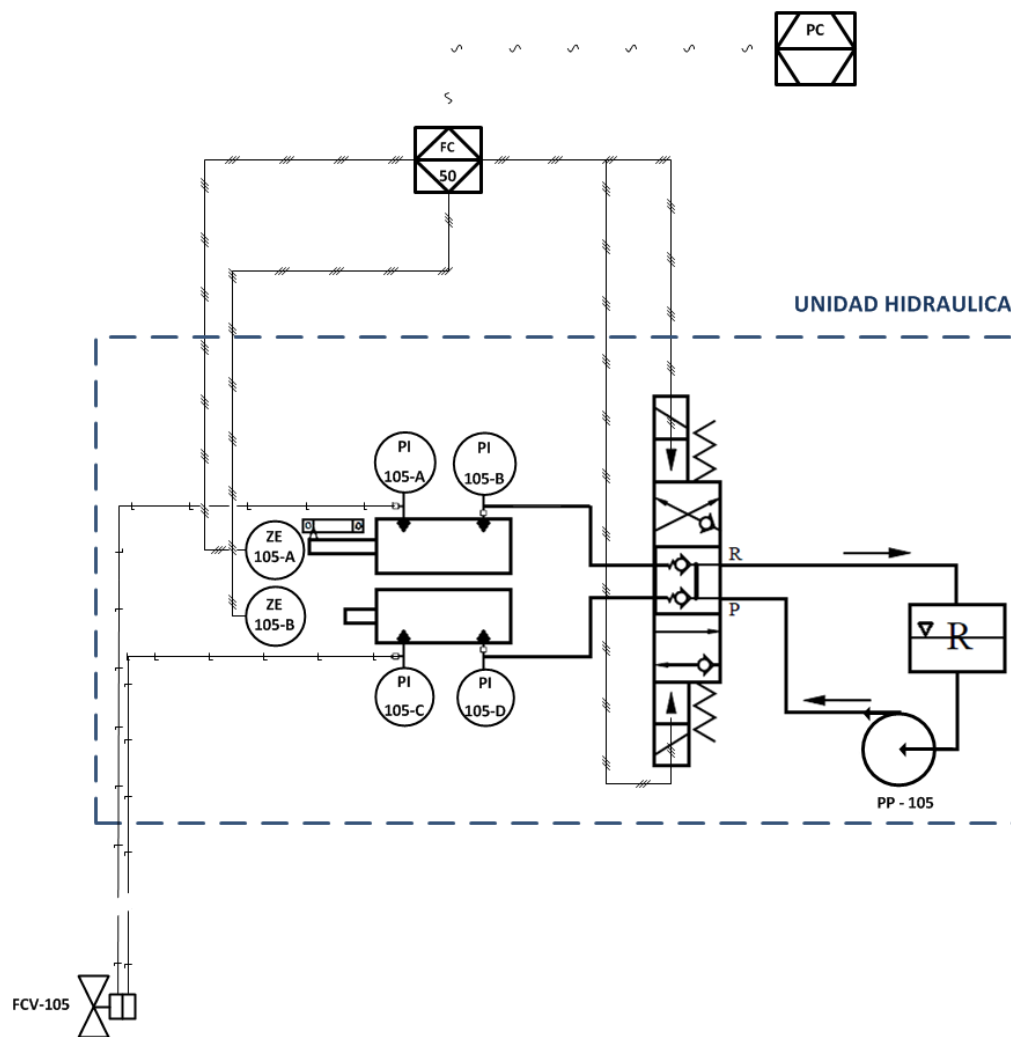 PC
FC
50
UNIDAD HIDRAULICA
PI
105-A
PI
105-B
ZE
105-A
R
ZE
105-B
P
R
PI
105-C
PI
105-D
PP - 105
FCV-105